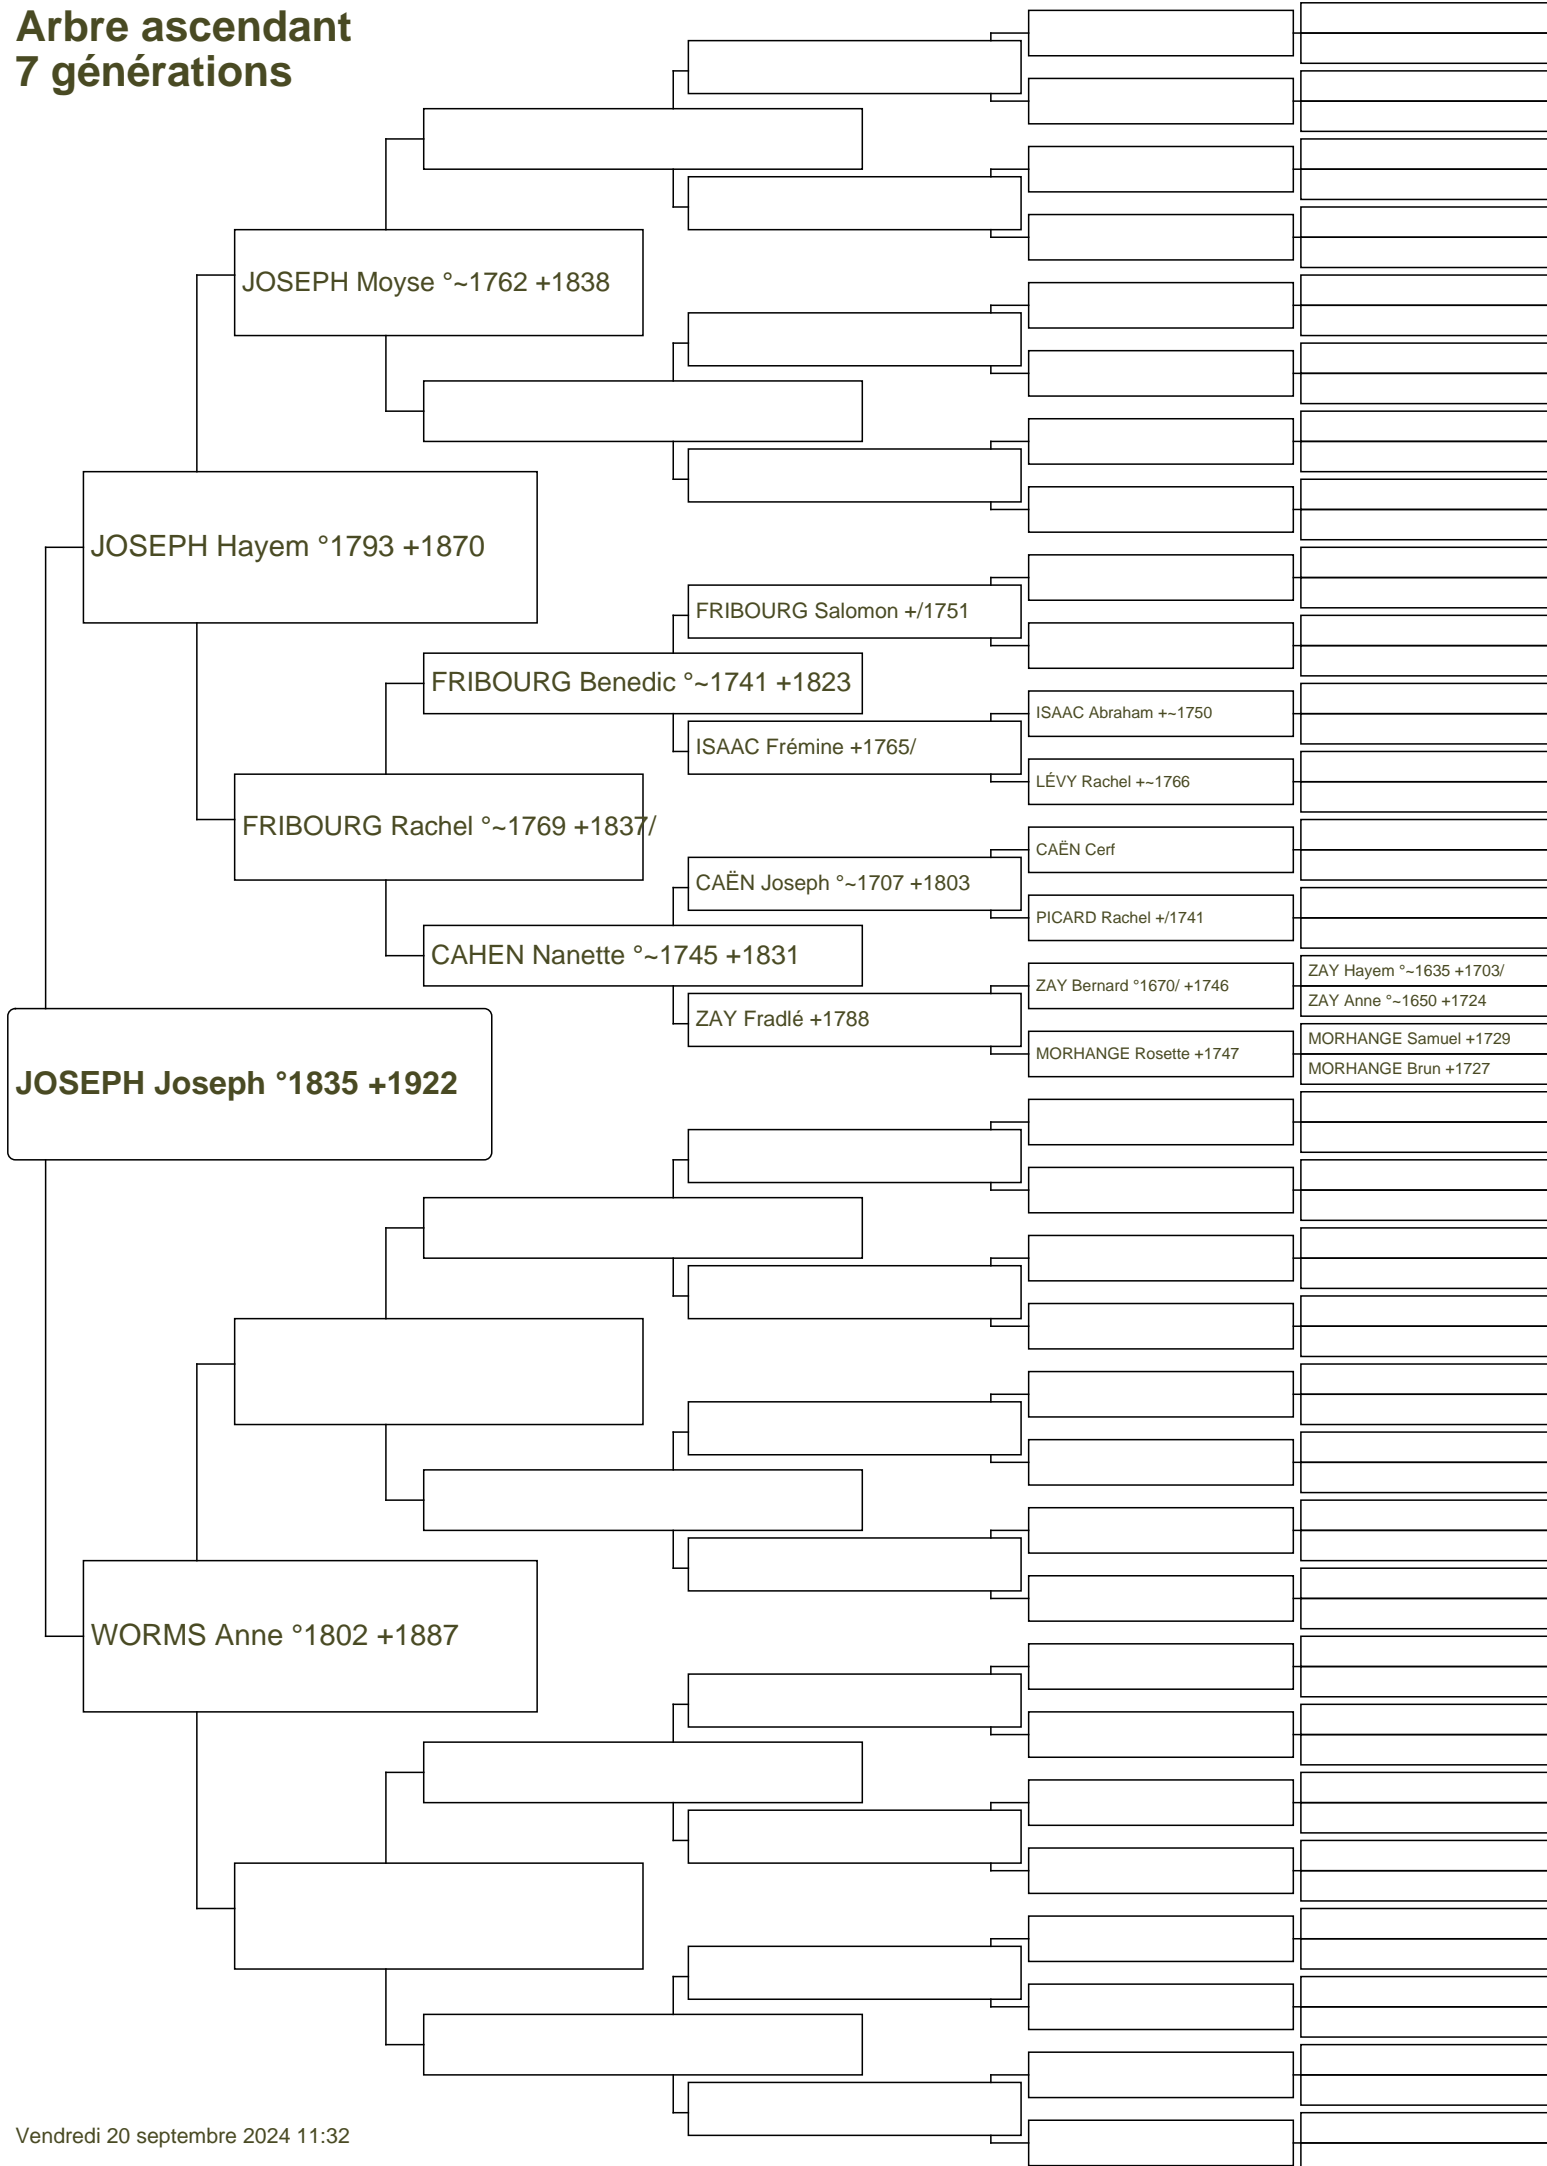 Arbre ascendant
7 générations
JOSEPH Moyse °~1762 +1838
JOSEPH Hayem °1793 +1870
FRIBOURG Salomon +/1751
FRIBOURG Benedic °~1741 +1823
ISAAC Abraham +~1750
ISAAC Frémine +1765/
LÉVY Rachel +~1766
FRIBOURG Rachel °~1769 +1837/
CAËN Cerf
CAËN Joseph °~1707 +1803
PICARD Rachel +/1741
CAHEN Nanette °~1745 +1831
ZAY Hayem °~1635 +1703/
ZAY Bernard °1670/ +1746
ZAY Anne °~1650 +1724
ZAY Fradlé +1788
MORHANGE Samuel +1729
MORHANGE Rosette +1747
MORHANGE Brun +1727
JOSEPH Joseph °1835 +1922
WORMS Anne °1802 +1887
Vendredi 20 septembre 2024 11:32